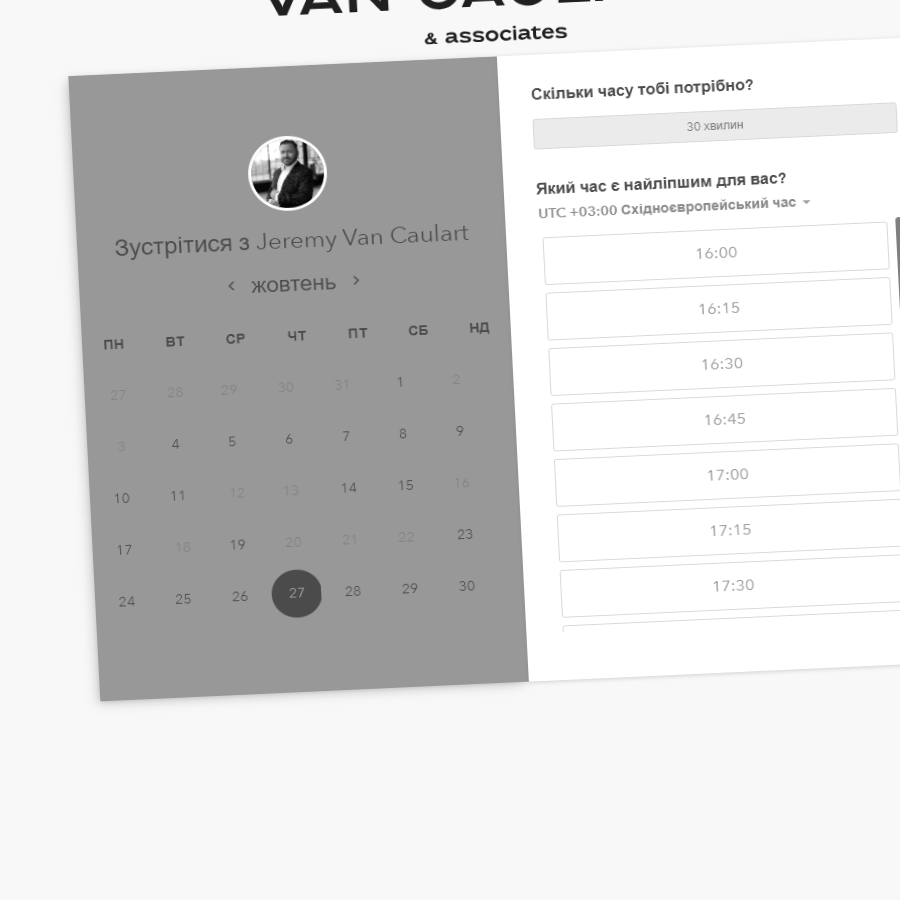 & associates
Зустрітися з Jeremy Van Caulart
жовтень
ПН ВТ СР ЧТ ПТ СБ НД
27 28 29 30 31 1 2
3 4 5 6 7 8 9
10 11 12 13 14 15 16
17 18 19 20 21 22 23
24 25 26 27 28 29 30
Скільки часу тобі потрібно?
30 хвилин
Який час є найліпшим для вас?
UTC +03:00 Східноєвропейський час
16:00
16:15
16:30
16:45
17:00
17:15
17:30